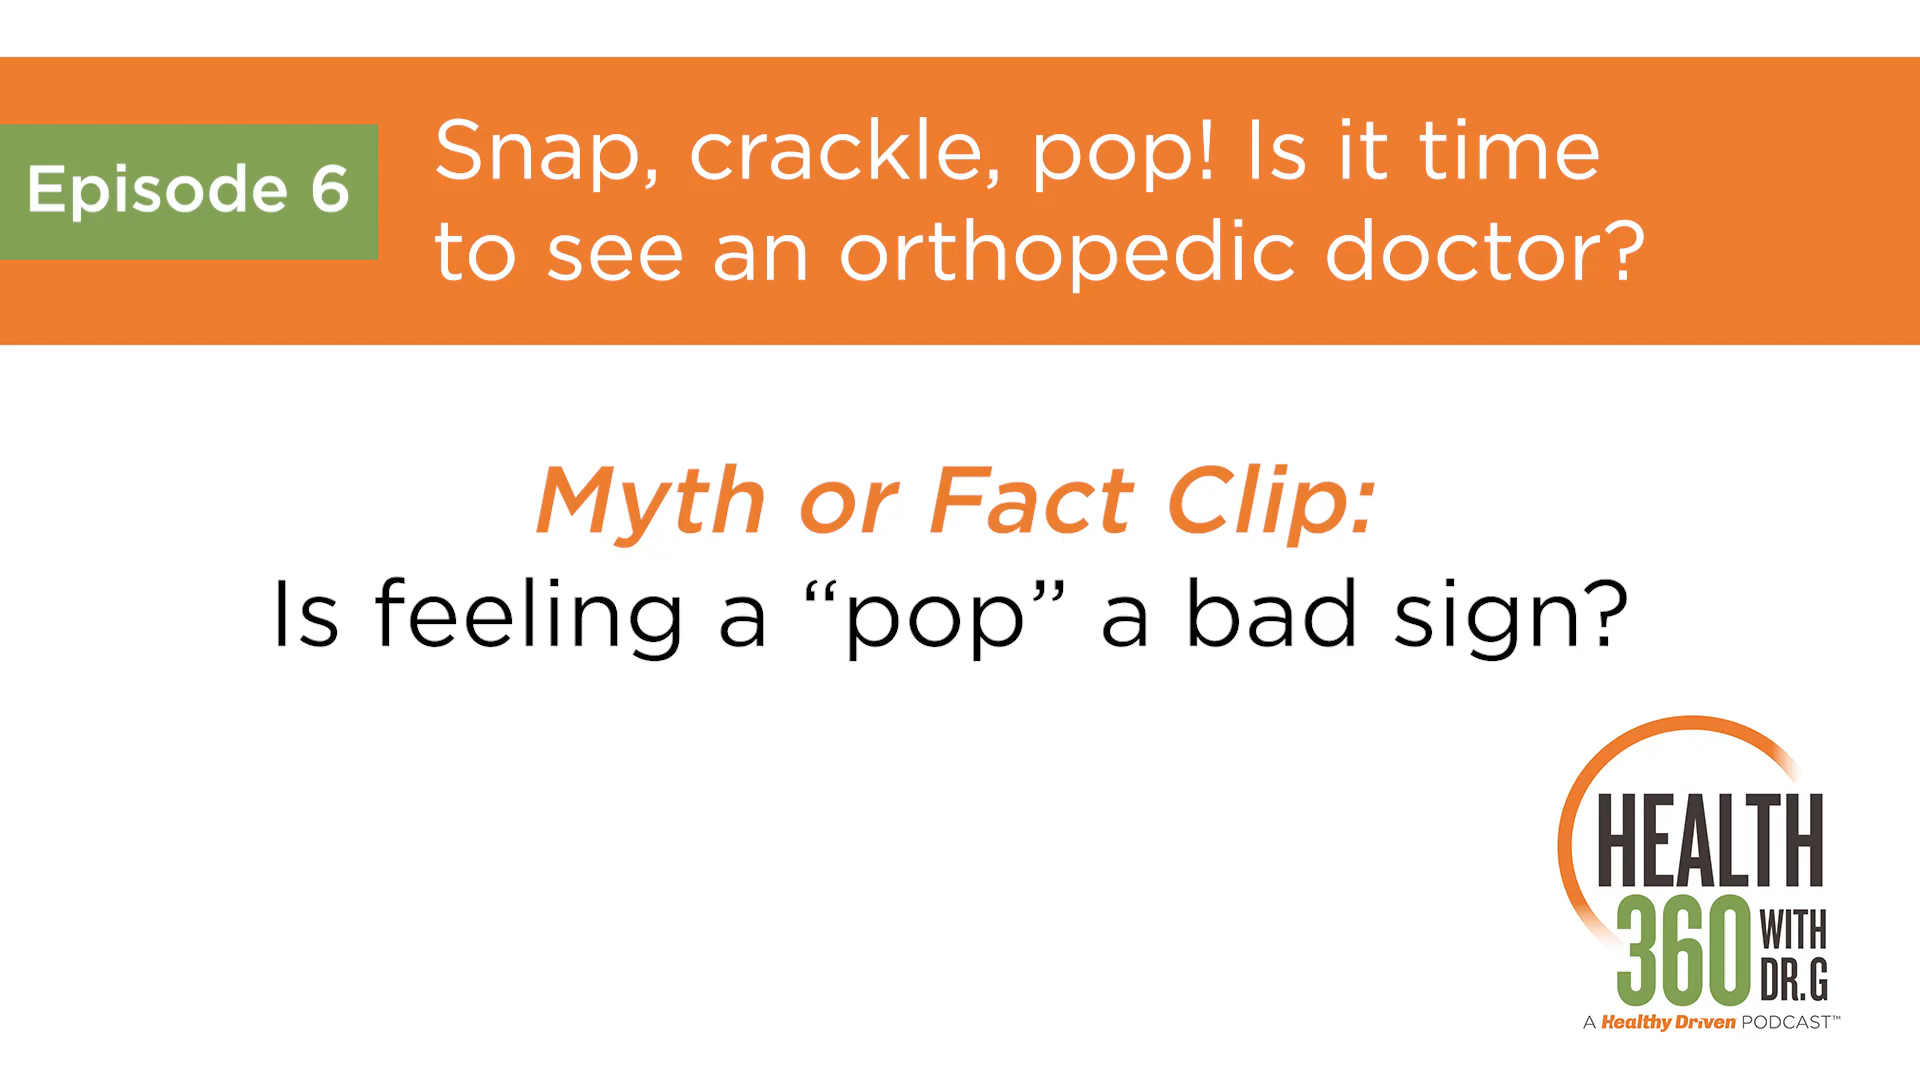 Episode 6
Snap, crackle, pop! Is it time
to see an orthopedic doctor?
Myth or Fact Clip:
Is feeling a “pop” a bad sign?
HEALTH
360 WITH
DR.G
A Healthy Driven PODCAST™